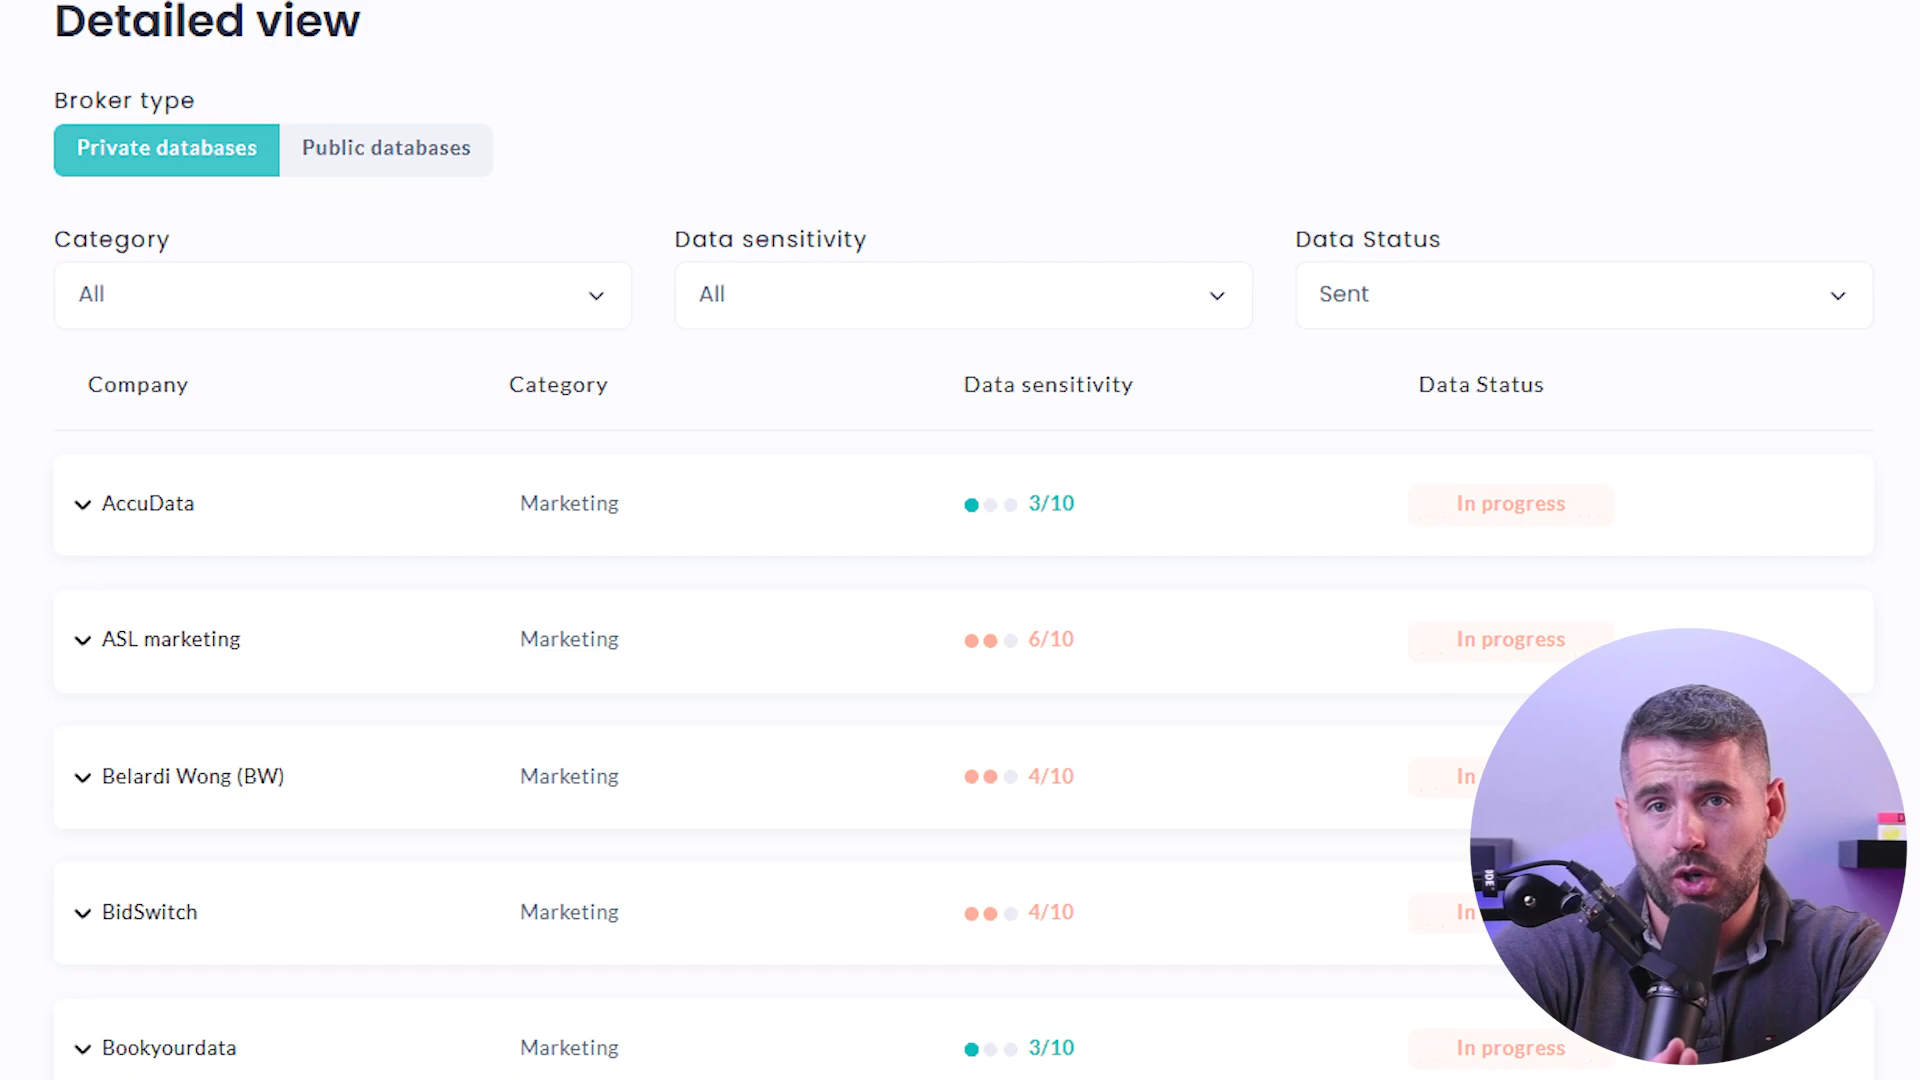 Detailed view
Broker type
Private databases Public databases
Category Data sensitivity Data Status
All All Sent
Company Category Data sensitivity Data Status
AccuData Marketing 3/10 In progress
ASL marketing Marketing 6/10 In progress
Belardi Wong (BW) Marketing 4/10 In
BidSwitch Marketing 4/10 In
Bookyourdata Marketing 3/10 In progress